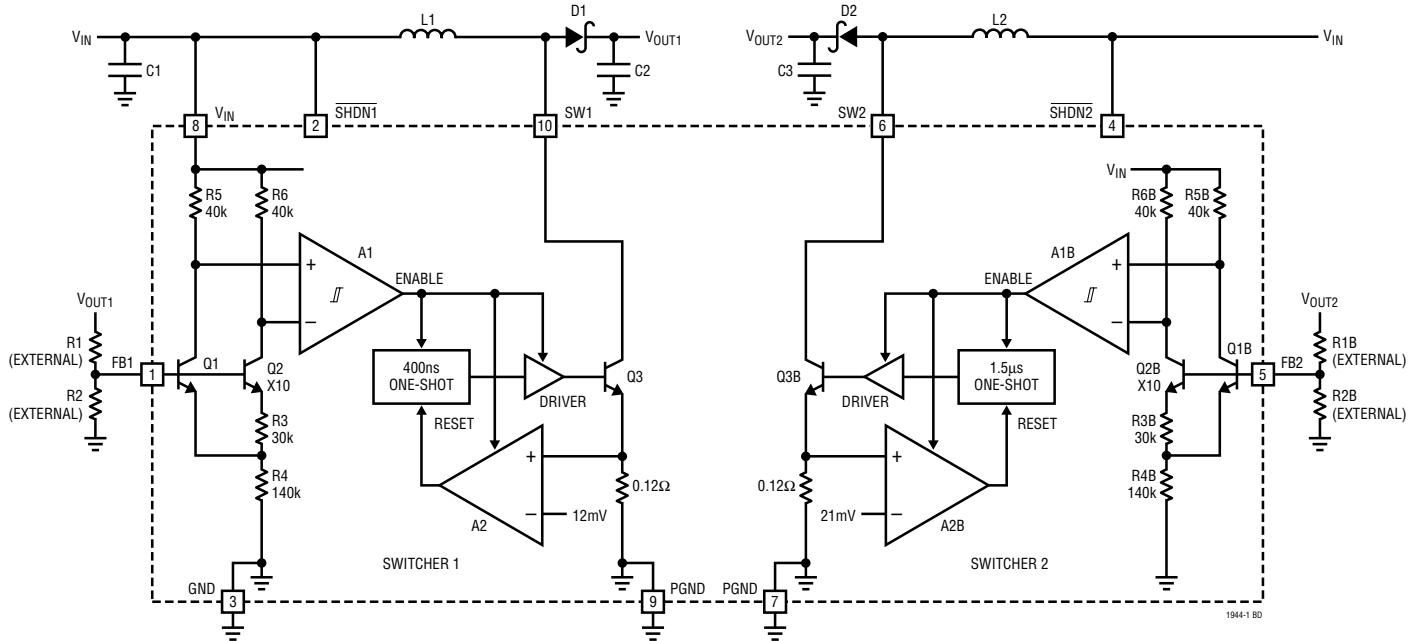 L1
D1
D2
L2
VIN
VOUT1
VOUT2
VIN
C1
C2
C3
VIN
SHDN1
SW1
SW2
SHDN2
8
2
10
6
4
R5
40k
R6
40k
VIN
R6B
40k
R5B
40k
A1
+
−
ENABLE
ENABLE
A1B
+
−
VOUT1
R1
(EXTERNAL)
R2
(EXTERNAL)
FB1
1
Q1
Q2
X10
R3
30k
R4
140k
400ns
ONE-SHOT
RESET
DRIVER
Q3
A2
+
−
12mV
0.12Ω
Q3B
DRIVER
1.5µs
ONE-SHOT
RESET
0.12Ω
+
−
21mV
A2B
Q2B
X10
Q1B
R3B
30k
R4B
140k
5
FB2
VOUT2
R1B
(EXTERNAL)
R2B
(EXTERNAL)
SWITCHER 1
SWITCHER 2
GND
3
9
PGND
PGND
7
1944-1 BD